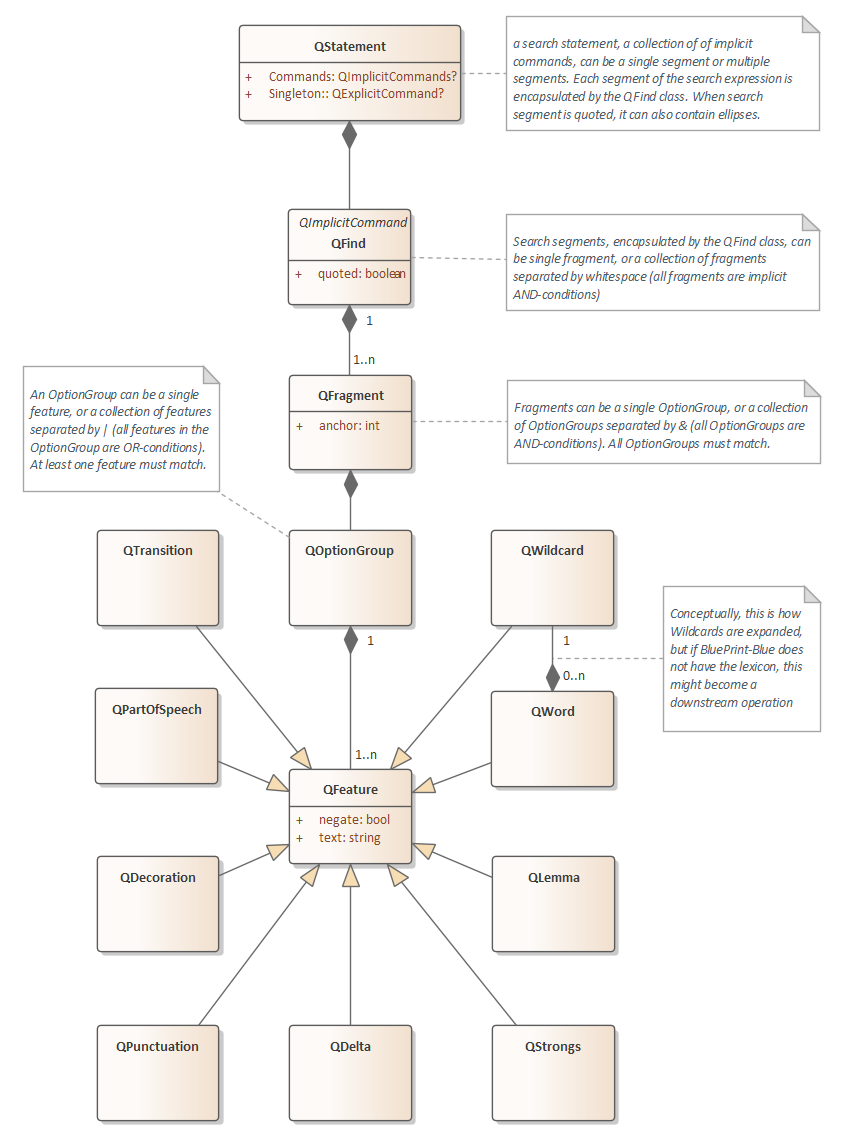 QStatement
+ Commands: QImplicitCommands?
+ Singleton:: QExplicitCommand?
a search statement, a collection of of implicit
commands, can be a single segment or multiple
segments. Each segment of the search expression is
encapsulated by the QFind class. When search
segment is quoted, it can also contain ellipses.
QImplicitCommand
QFind
+ quoted: boolean
Search segments, encapsulated by the QFind class, can
be single fragment, or a collection of fragments
separated by whitespace (all fragments are implicit
AND-conditions)
1
1..n
An OptionGroup can be a single
feature, or a collection of features
separated by | (all features in the
OptionGroup are OR-conditions).
At least one feature must match.
QFragment
+ anchor: int
Fragments can be a single OptionGroup, or a collection
of OptionGroups separated by & (all OptionGroups are
AND-conditions). All OptionGroups must match.
QTransition
QOptionGroup
QWildcard
1
1
0..n
Conceptually, this is how
Wildcards are expanded,
but if BluePrint-Blue does
not have the lexicon, this
might become a
downstream operation
QPartOfSpeech
QWord
1..n
QFeature
+ negate: bool
+ text: string
QDecoration
QLemma
QPunctuation
QDelta
QStrongs